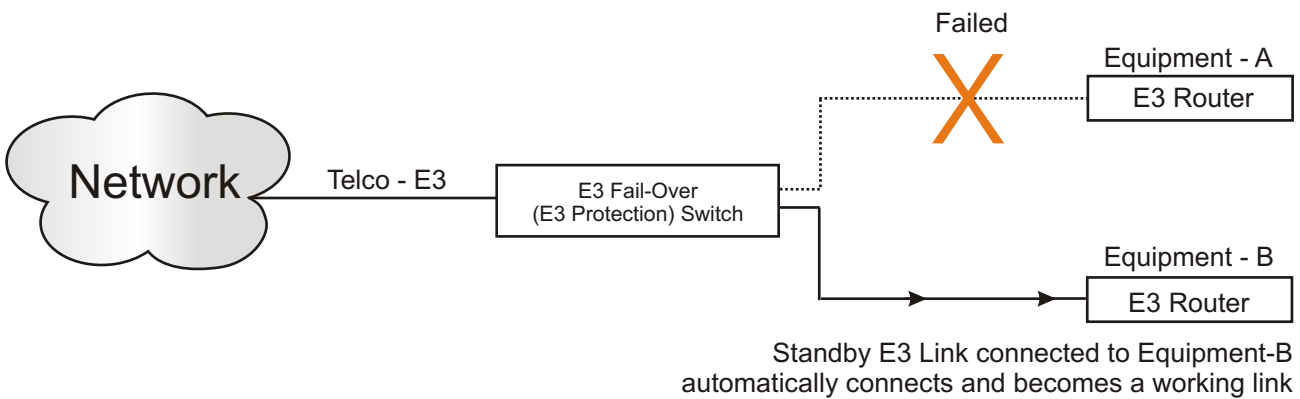 Failed
Equipment - A
E3 Router
Network
Telco - E3
E3 Fail-Over
(E3 Protection) Switch
Equipment - B
E3 Router
Standby E3 Link connected to Equipment-B
automatically connects and becomes a working link